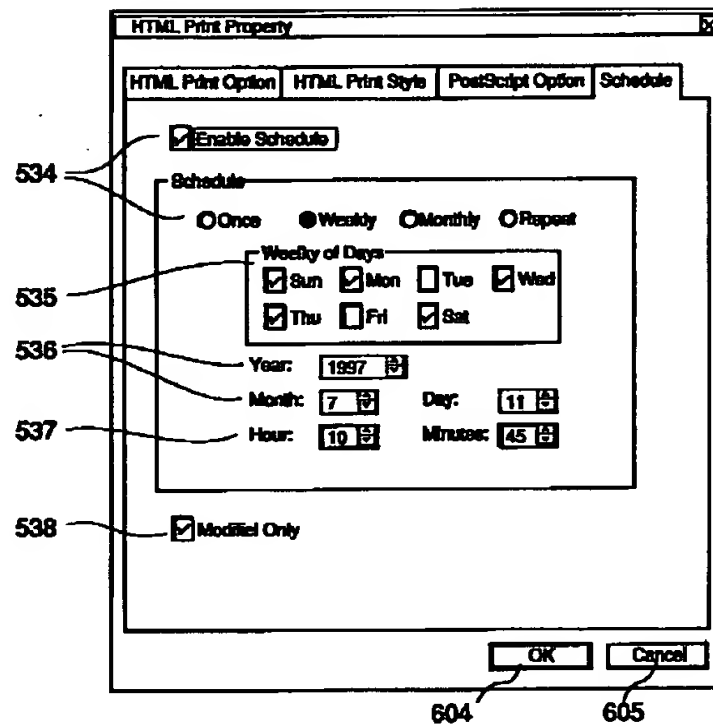 HTML Print Property
HTML Print Option HTML Print Style PostScript Option Schedule
Enable Schedule
534
Schedule
Once Weekly Monthly Repeat
Weelky of Days
535
Sun Mon Tue Wed
Thu Fri Sat
536
Year: 1997
Month: 7 Day: 11
537
Hour: 10 Minutes: 45
538
Modifiel Only
OK Cancel
604 605